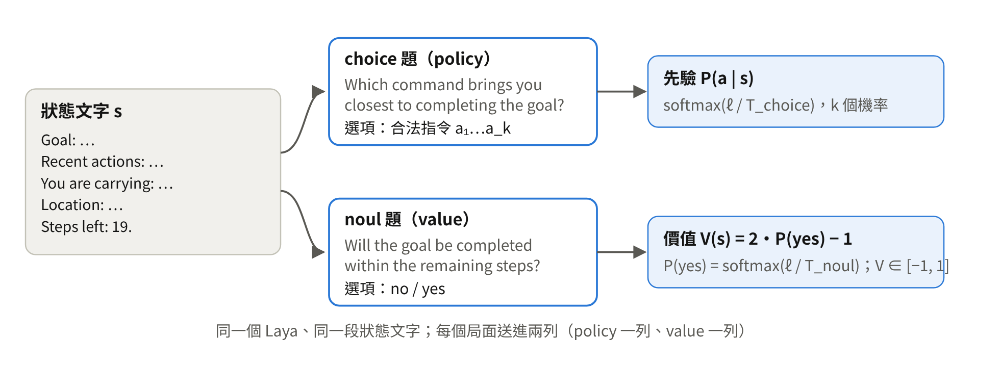 狀態文字 s
Goal: …
Recent actions: …
You are carrying: …
Location: …
Steps left: 19.
choice 題（policy）
Which command brings you
closest to completing the goal?
選項：合法指令 a₁…a_k
先驗 P(a | s)
softmax(ℓ / T_choice)，k 個機率
noul 題（value）
Will the goal be completed
within the remaining steps?
選項：no / yes
價值 V(s) = 2・P(yes) − 1
P(yes) = softmax(ℓ / T_noul)；V ∈ [−1, 1]
同一個 Laya、同一段狀態文字；每個局面送進兩列（policy 一列、value 一列）